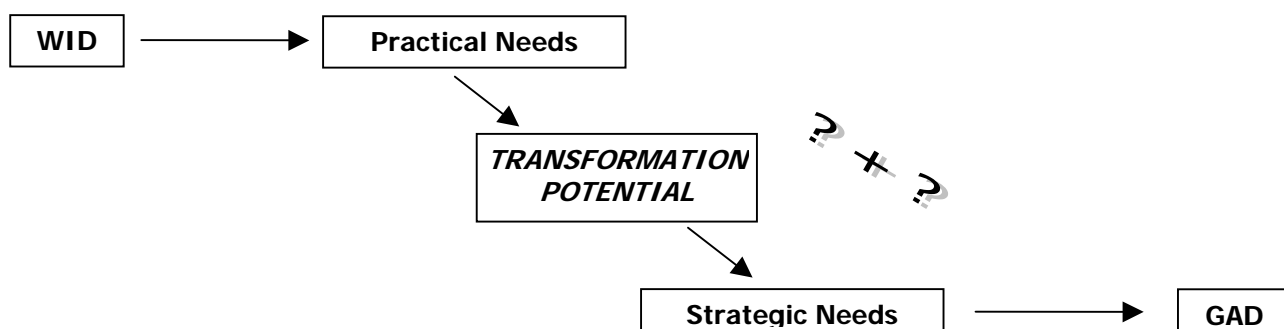 WID
Practical Needs
TRANSFORMATION
POTENTIAL
? + ?
Strategic Needs
GAD